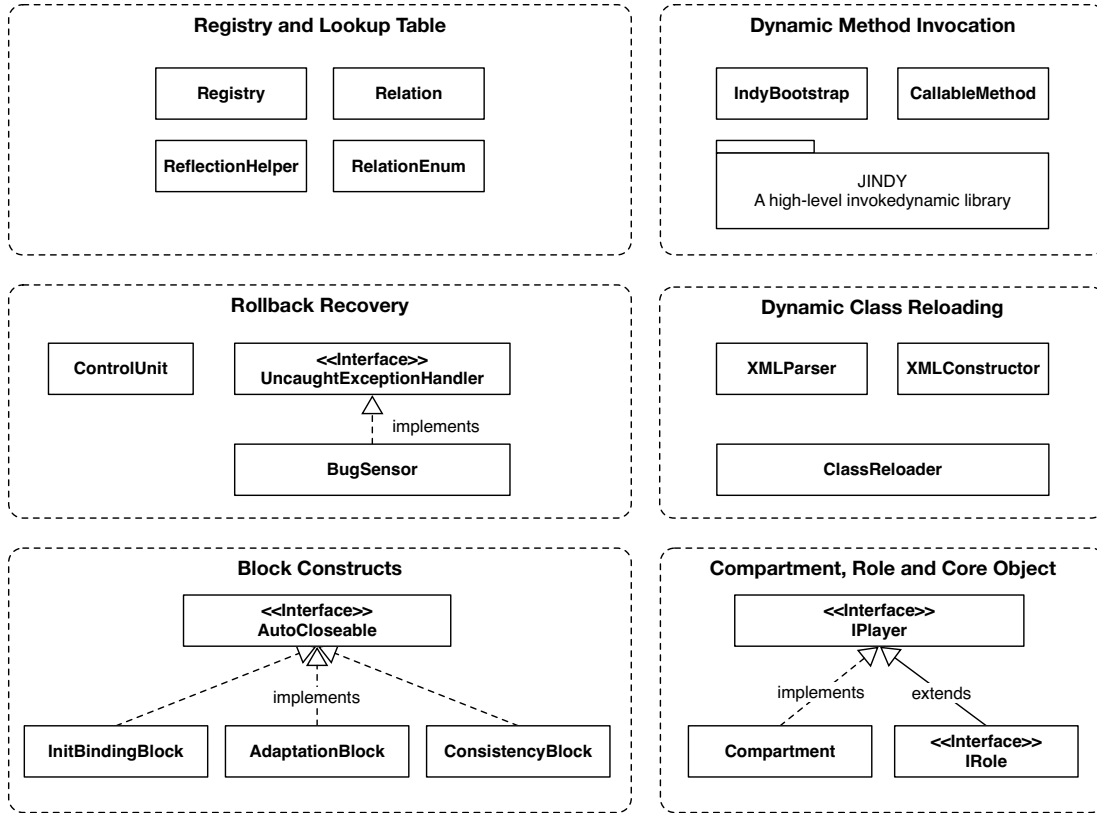 Registry and Lookup Table
Registry
Relation
ReflectionHelper
RelationEnum
Dynamic Method Invocation
IndyBootstrap
CallableMethod
JINDY
A high-level invokedynamic library
Rollback Recovery
ControlUnit
<<Interface>>
UncaughtExceptionHandler
implements
BugSensor
Dynamic Class Reloading
XMLParser
XMLConstructor
ClassReloader
Block Constructs
<<Interface>>
AutoCloseable
implements
InitBindingBlock
AdaptationBlock
ConsistencyBlock
Compartment, Role and Core Object
<<Interface>>
IPlayer
implements
extends
Compartment
<<Interface>>
IRole